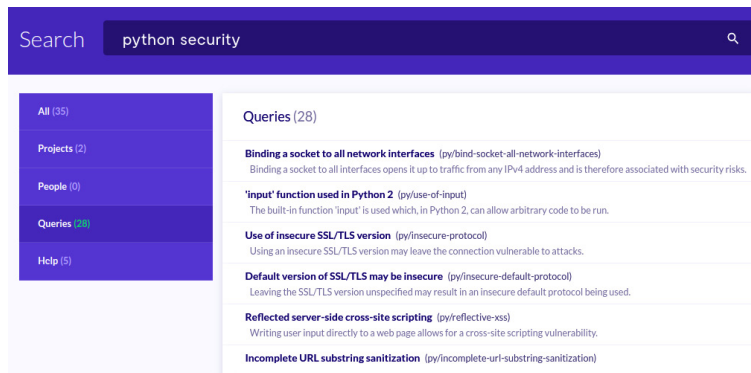 Search
python security
All (35)
Projects (2)
People (0)
Queries (28)
Help (5)
Queries (28)
Binding a socket to all network interfaces (py/bind-socket-all-network-interfaces)
Binding a socket to all interfaces opens it up to traffic from any IPv4 address and is therefore associated with security risks.
'input' function used in Python 2 (py/use-of-input)
The built-in function 'input' is used which, in Python 2, can allow arbitrary code to be run.
Use of insecure SSL/TLS version (py/insecure-protocol)
Using an insecure SSL/TLS version may leave the connection vulnerable to attacks.
Default version of SSL/TLS may be insecure (py/insecure-default-protocol)
Leaving the SSL/TLS version unspecified may result in an insecure default protocol being used.
Reflected server-side cross-site scripting (py/reflective-xss)
Writing user input directly to a web page allows for a cross-site scripting vulnerability.
Incomplete URL substring sanitization (py/incomplete-url-substring-sanitization)